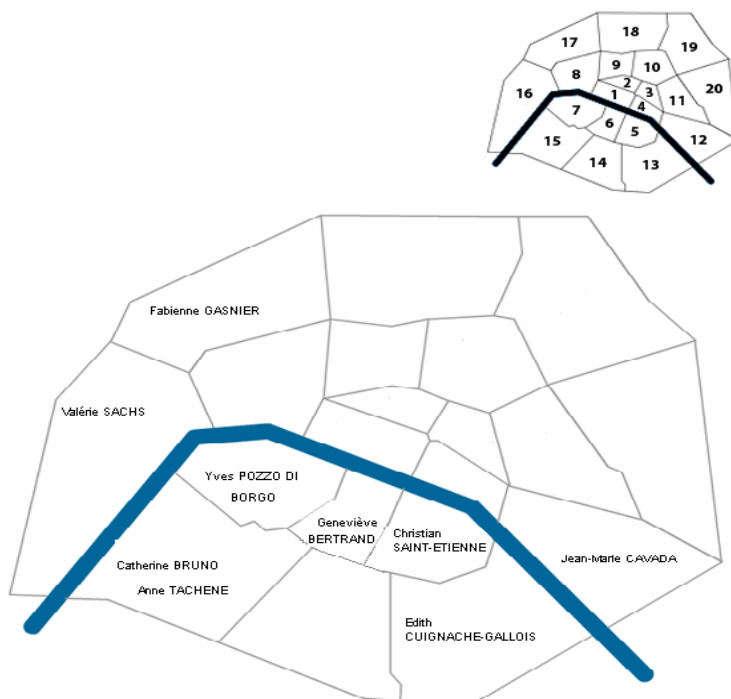 18
17
19
9
10
8
20
2
16
1
3
11
4
7
6
5
12
15
14
13
Fabienne GASNIER
Valérie SACHS
Yves POZZO DI
BORGO
Geneviève
BERTRAND
Christian
SAINT-ETIENNE
Jean-Marie CAVADA
Catherine BRUNO
Anne TACHENE
Edith
CUIGNACHE-GALLOIS